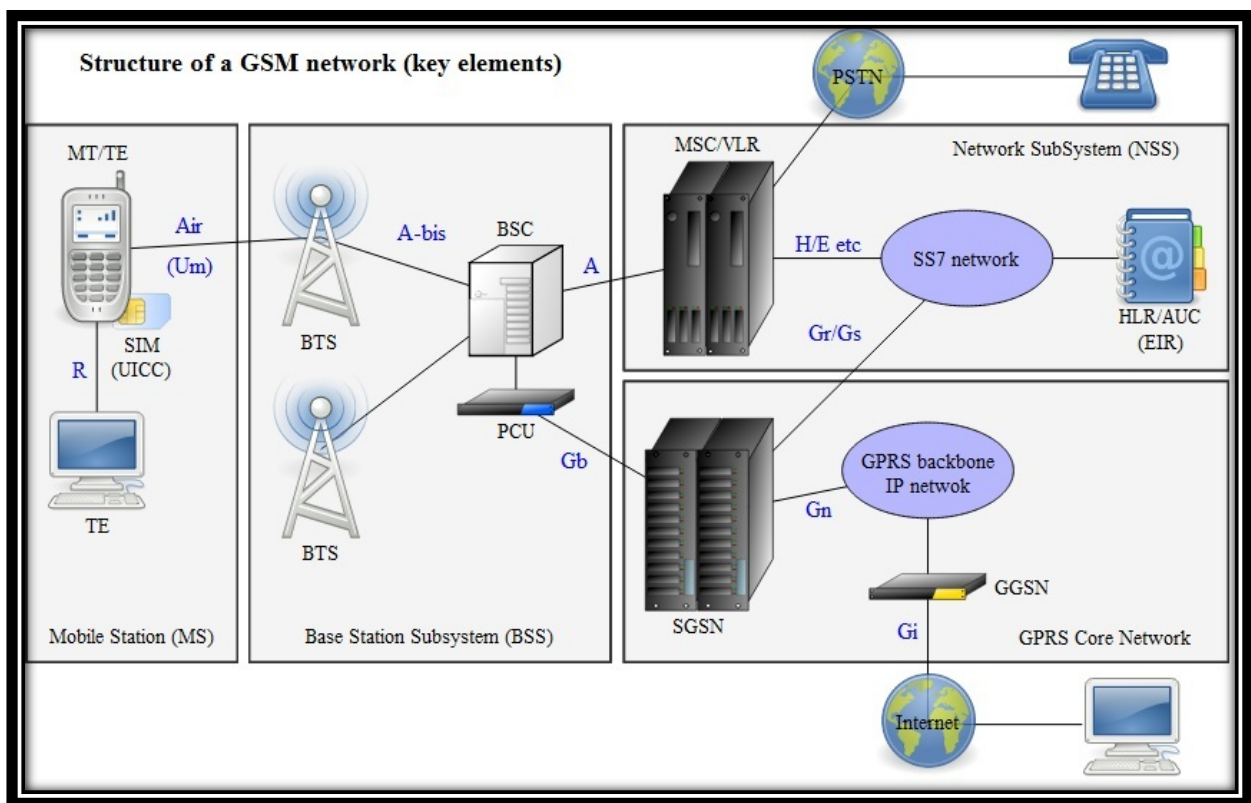 Structure of a GSM network (key elements)
PSTN
MT/TE
Air
(Um)
SIM
(UICC)
R
TE
Mobile Station (MS)
BTS
A-bis
BSC
BTS
PCU
Gb
Base Station Subsystem (BSS)
A
MSC/VLR
Network SubSystem (NSS)
H/E etc
SS7 network
HLR/AUC
(EIR)
Gr/Gs
SGSN
Gn
GPRS backbone
IP netwok
GGSN
Gi
GPRS Core Network
Internet
@